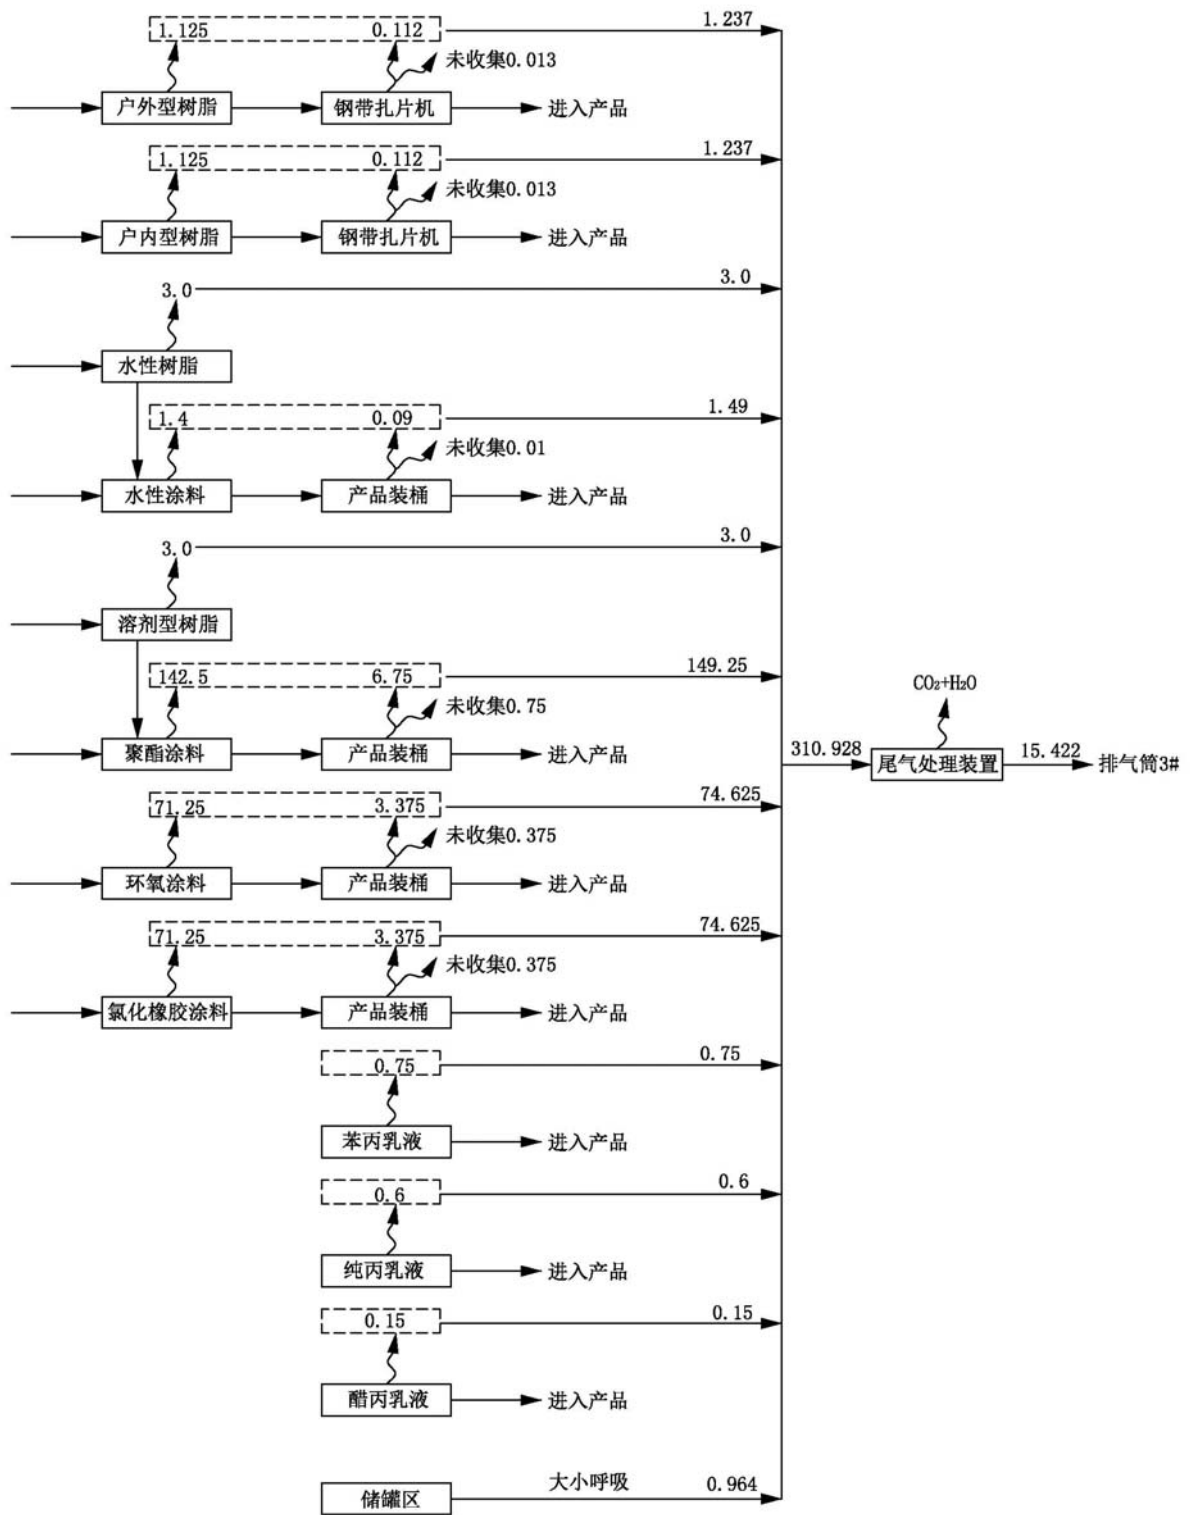 1.125 0.112 1.237
未收集0.013
户外型树脂 钢带扎片机 进入产品
1.125 0.112 1.237
未收集0.013
户内型树脂 钢带扎片机 进入产品
3.0 3.0
水性树脂
1.4 0.09 1.49
未收集0.01
水性涂料 产品装桶 进入产品
3.0 3.0
溶剂型树脂
142.5 6.75 149.25
未收集0.75
聚酯涂料 产品装桶 进入产品
CO₂+H₂O
310.928 尾气处理装置 15.422 排气筒3#
71.25 3.375 74.625
未收集0.375
环氧涂料 产品装桶 进入产品
71.25 3.375 74.625
未收集0.375
氯化橡胶涂料 产品装桶 进入产品
0.75 0.75
苯丙乳液 进入产品
0.6 0.6
纯丙乳液 进入产品
0.15 0.15
醋丙乳液 进入产品
储罐区 大小呼吸 0.964